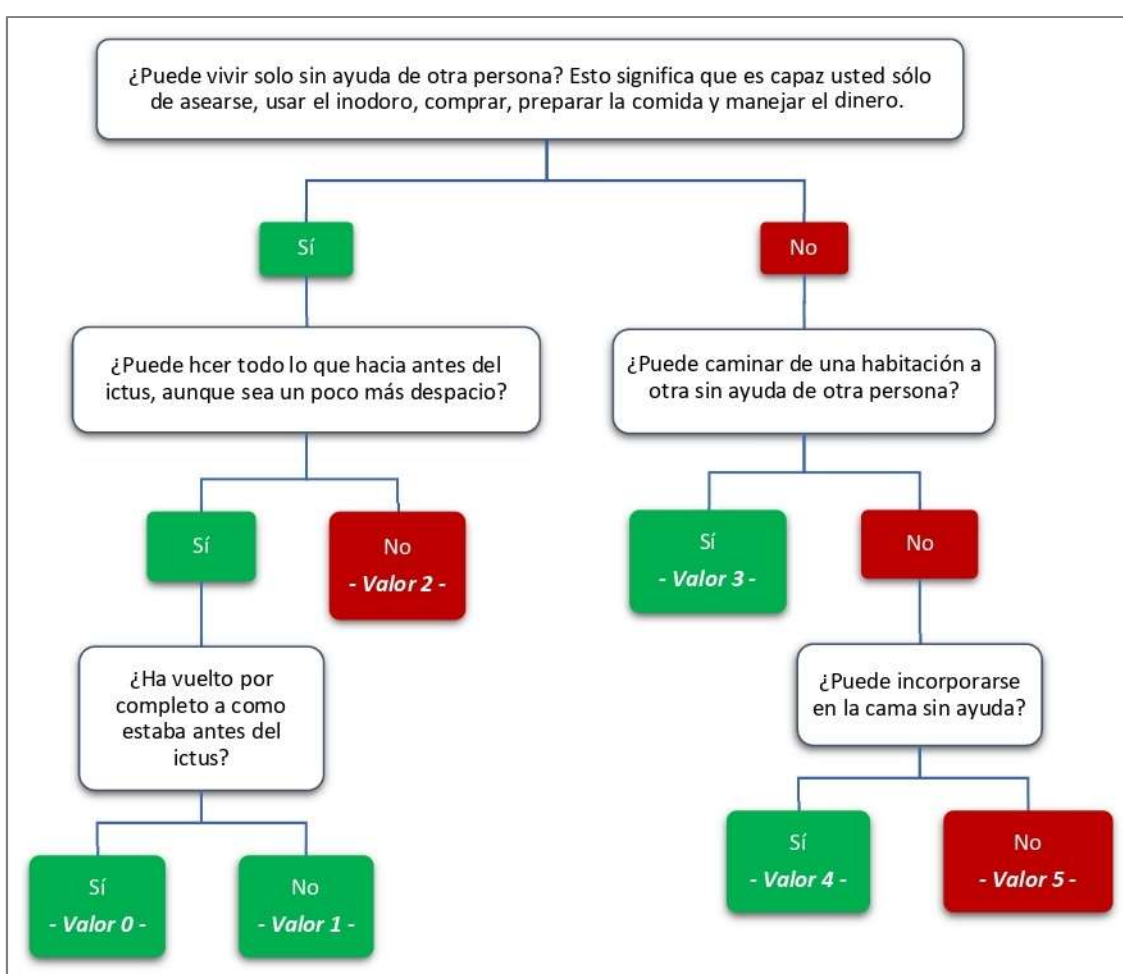 ¿Puede vivir solo sin ayuda de otra persona? Esto significa que es capaz usted sólo
de asearse, usar el inodoro, comprar, preparar la comida y manejar el dinero.
Sí
No
¿Puede hcer todo lo que hacia antes del
ictus, aunque sea un poco más despacio?
¿Puede caminar de una habitación a
otra sin ayuda de otra persona?
Sí
No
- Valor 2 -
Sí
- Valor 3 -
No
¿Ha vuelto por
completo a como
estaba antes del
ictus?
¿Puede incorporarse
en la cama sin ayuda?
Sí
- Valor 0 -
No
- Valor 1 -
Sí
- Valor 4 -
No
- Valor 5 -